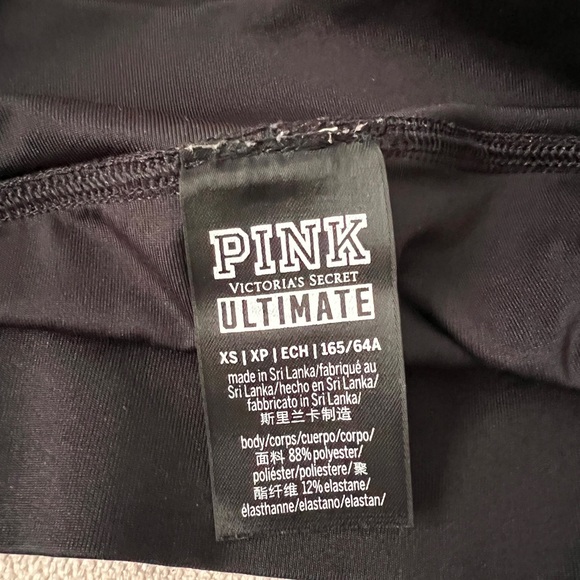 PINK
VICTORIA'S SECRET
ULTIMATE
XS | XP | ECH | 165/64A
made in Sri Lanka/fabriqué au
Sri Lanka/hecho en Sri Lanka/
fabbricato in Sri Lanka/
斯里兰卡制造
body/corps/cuerpo/corpo/
面料 88% polyester/
poliéster/poliestere/聚
酯纤维 12% elastane/
élasthanne/elastano/elastan/